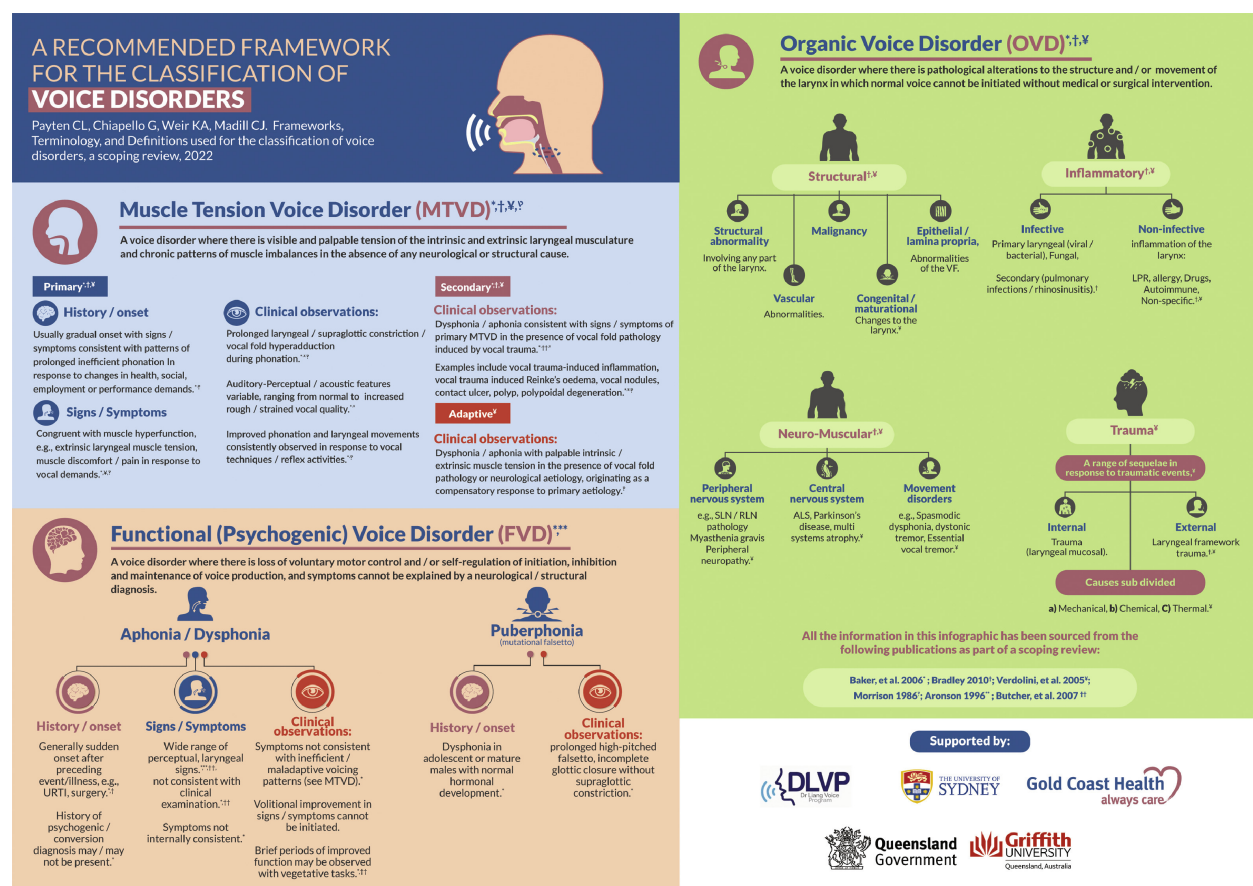 A RECOMMENDED FRAMEWORK
FOR THE CLASSIFICATION OF
VOICE DISORDERS
Payten CL, Chiapello G, Weir KA, Madill CJ. Frameworks,
Terminology, and Definitions used for the classification of voice
disorders, a scoping review, 2022
Muscle Tension Voice Disorder (MTVD)
A voice disorder where there is visible and palpable tension of the intrinsic and extrinsic laryngeal musculature
and chronic patterns of muscle imbalances in the absence of any neurological or structural cause.
Primary
History / onset
Usually gradual onset with signs /
symptoms consistent with patterns of
prolonged inefficient phonation In
response to changes in health, social,
employment or performance demands.
Signs / Symptoms
Congruent with muscle hyperfunction,
e.g., extrinsic laryngeal muscle tension,
muscle discomfort / pain in response to
vocal demands.
Clinical observations:
Prolonged laryngeal / supraglottic constriction /
vocal fold hyperadduction
during phonation.
Auditory-Perceptual / acoustic features
variable, ranging from normal to increased
rough / strained vocal quality.
Improved phonation and laryngeal movements
consistently observed in response to vocal
techniques / reflex activities.
Secondary
Clinical observations:
Dysphonia / aphonia consistent with signs / symptoms of
primary MTVD in the presence of vocal fold pathology
induced by vocal trauma.
Examples include vocal trauma-induced inflammation,
vocal trauma induced Reinke's oedema, vocal nodules,
contact ulcer, polyp, polypoidal degeneration.
Adaptive¥
Clinical observations:
Dysphonia / aphonia with palpable intrinsic /
extrinsic muscle tension in the presence of vocal fold
pathology or neurological aetiology, originating as a
compensatory response to primary aetiology.
Functional (Psychogenic) Voice Disorder (FVD)
A voice disorder where there is loss of voluntary motor control and / or self-regulation of initiation, inhibition
and maintenance of voice production, and symptoms cannot be explained by a neurological / structural
diagnosis.
Aphonia / Dysphonia
History / onset
Generally sudden
onset after
preceding
event/illness, e.g.,
URTI, surgery.
History of
psychogenic /
conversion
diagnosis may / may
not be present.
Signs / Symptoms
Wide range of
perceptual, laryngeal
signs.
not consistent with
clinical
examination.
Symptoms not
internally consistent.
Clinical
observations:
Symptoms not consistent
with inefficient /
maladaptive voicing
patterns (see MTVD).
Volitional improvement in
signs / symptoms cannot
be initiated.
Brief periods of improved
function may be observed
with vegetative tasks.
Puberphonia
(mutational falsetto)
History / onset
Dysphonia in
adolescent or mature
males with normal
hormonal
development.
Clinical
observations:
prolonged high-pitched
falsetto, incomplete
glottic closure without
supraglottic
constriction.
Organic Voice Disorder (OVD)*,†,¥
A voice disorder where there is pathological alterations to the structure and / or movement of
the larynx in which normal voice cannot be initiated without medical or surgical intervention.
Structural†,¥
Structural
abnormality
Involving any part
of the larynx.
Vascular
Abnormalities.
Malignancy
Congenital /
maturational
Changes to the
larynx.¥
Epithelial /
lamina propria,
Abnormalities
of the VF.
Inflammatory†,¥
Infective
Primary laryngeal (viral /
bacterial), Fungal,
Secondary (pulmonary
infections / rhinosinusitis).†
Non-infective
inflammation of the
larynx:
LPR, allergy, Drugs,
Autoimmune,
Non-specific.†,¥
Neuro-Muscular†,¥
Peripheral
nervous system
e.g., SLN / RLN
pathology
Myasthenia gravis
Peripheral
neuropathy.¥
Central
nervous system
ALS, Parkinson's
disease, multi
systems atrophy.¥
Movement
disorders
e.g., Spasmodic
dysphonia, dystonic
tremor, Essential
vocal tremor.¥
Trauma¥
A range of sequelae in
response to traumatic events.¥
Internal
Trauma
(laryngeal mucosal).
External
Laryngeal framework
trauma.†,¥
Causes sub divided
a) Mechanical, b) Chemical, C) Thermal.¥
All the information in this infographic has been sourced from the
following publications as part of a scoping review:
Baker, et al. 2006; Bradley 2010; Verdolini, et al. 2005;
Morrison 1986; Aronson 1996; Butcher, et al. 2007 ††
Supported by:
DLVP
Dr Liang Voice
Program
THE UNIVERSITY OF
SYDNEY
Gold Coast Health
always care
Queensland
Government
Griffith
UNIVERSITY
Queensland, Australia